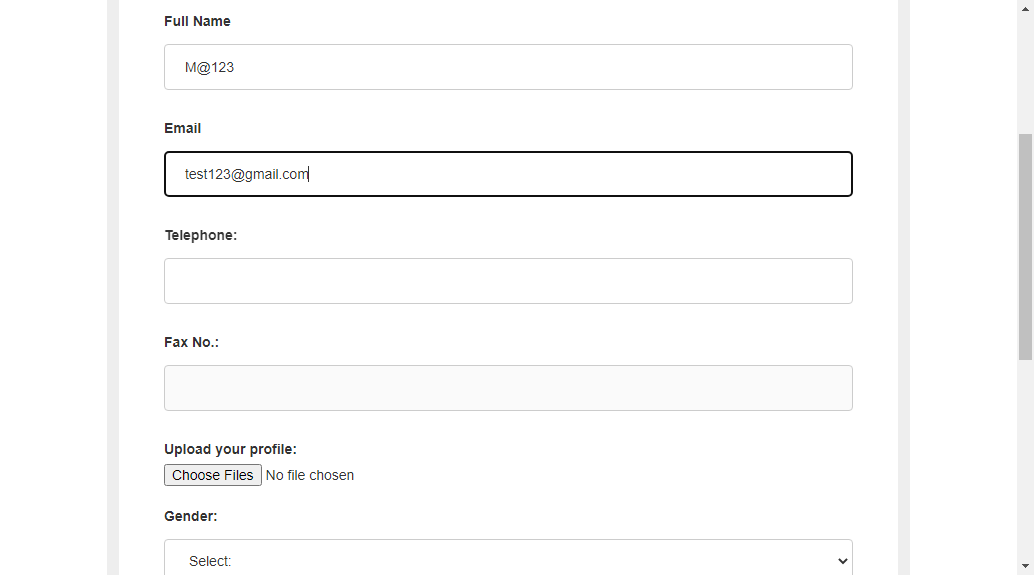 Full Name
M@123
Email
test123@gmail.com
Telephone:
Fax No.:
Upload your profile:
Choose Files No file chosen
Gender:
Select: